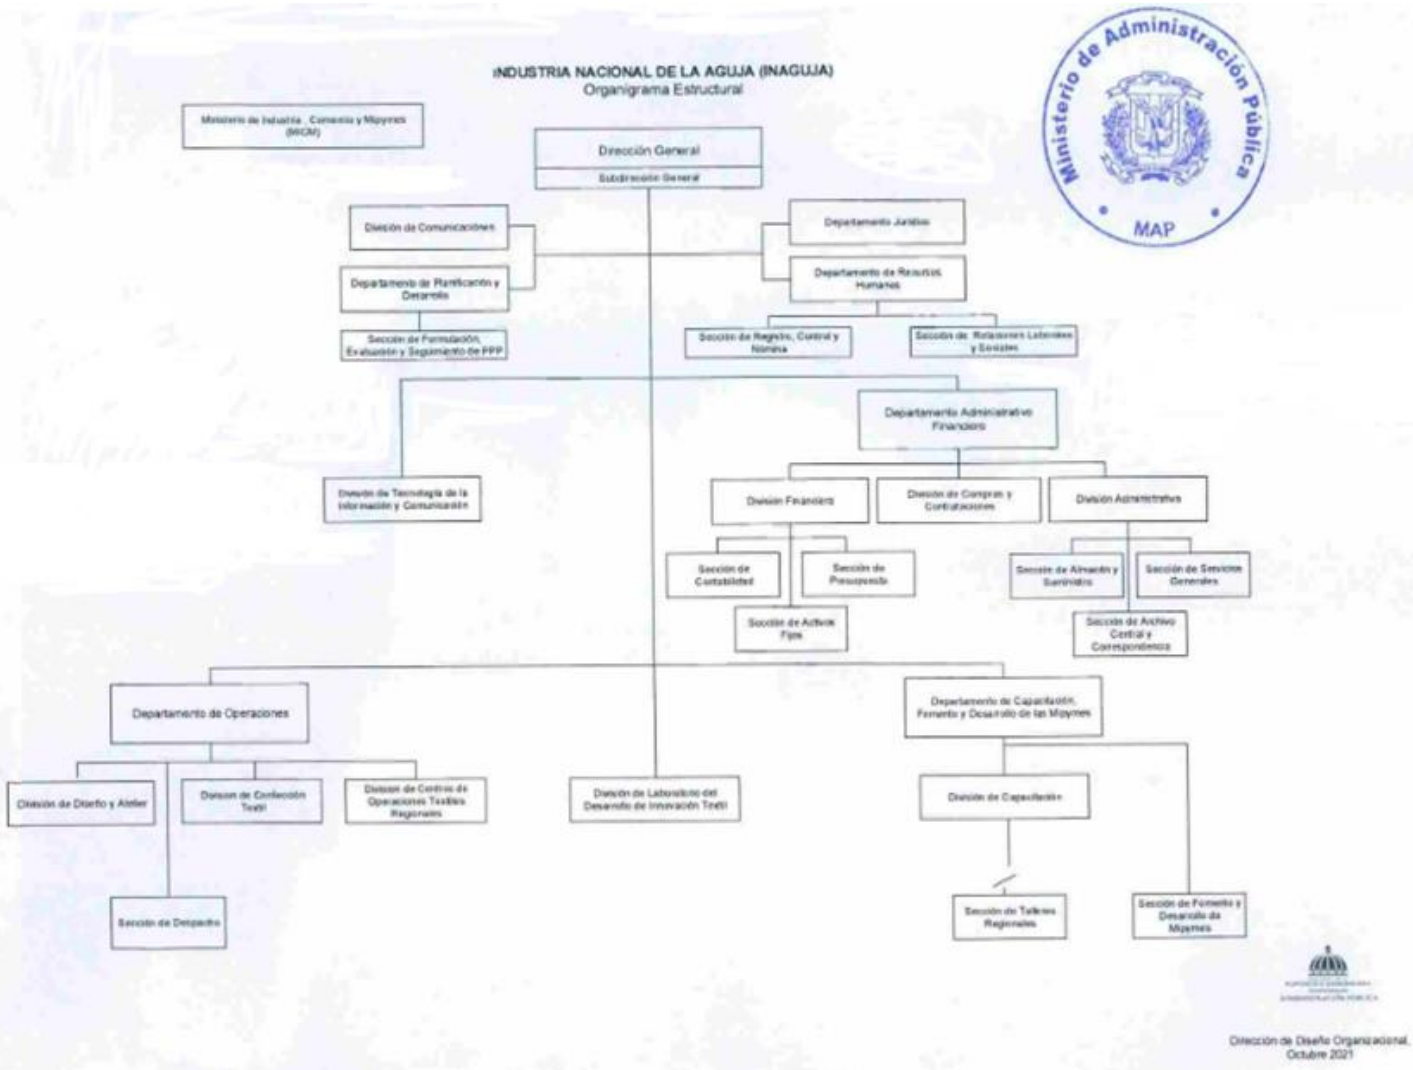 INDUSTRIA NACIONAL DE LA AGUJA (INAGUJA)
Organigrama Estructural
Ministerio de Industria , Comercio y Mipymes
(MICM)
Dirección General
Subdirección General
Ministerio de Administración Pública
MAP
División de Comunicaciónes
Departamento Jurídico
Departamento de Planificación y
Desarrollo
Departamento de Recursos
Humanos
Sección de Formulación,
Evaluación y Seguimiento de PPP
Sección de Registro, Control y
Nómina
Sección de Relaciones Laborales
y Sociales
Departamento Administrativo
Financiero
División de Tecnología de la
Información y Comunicación
División Financiero
División de Compras y
Contrataciones
División Administrativa
Sección de
Contabilidad
Sección de
Presupuesto
Sección de Almacén y
Suministro
Sección de Servicios
Generales
Sección de Activos
Fijos
Sección de Archivo
Central y
Correspondencia
Departamento de Operaciones
Departamento de Capacitación,
Fomento y Desarrollo de las Mipymes
División de Diseño y Atelier
División de Confección
Textil
División de Centros de
Operaciones Textiles
Regionales
División de Laboratorio del
Desarrollo de Innovación Textil
División de Capacitación
Sección de Despacho
Sección de Talleres
Regionales
Sección de Fomento y
Desarrollo de
Mipymes
ADMINISTRACIÓN PÚBLICA
Dirección de Diseño Organizacional,
Octubre 2021